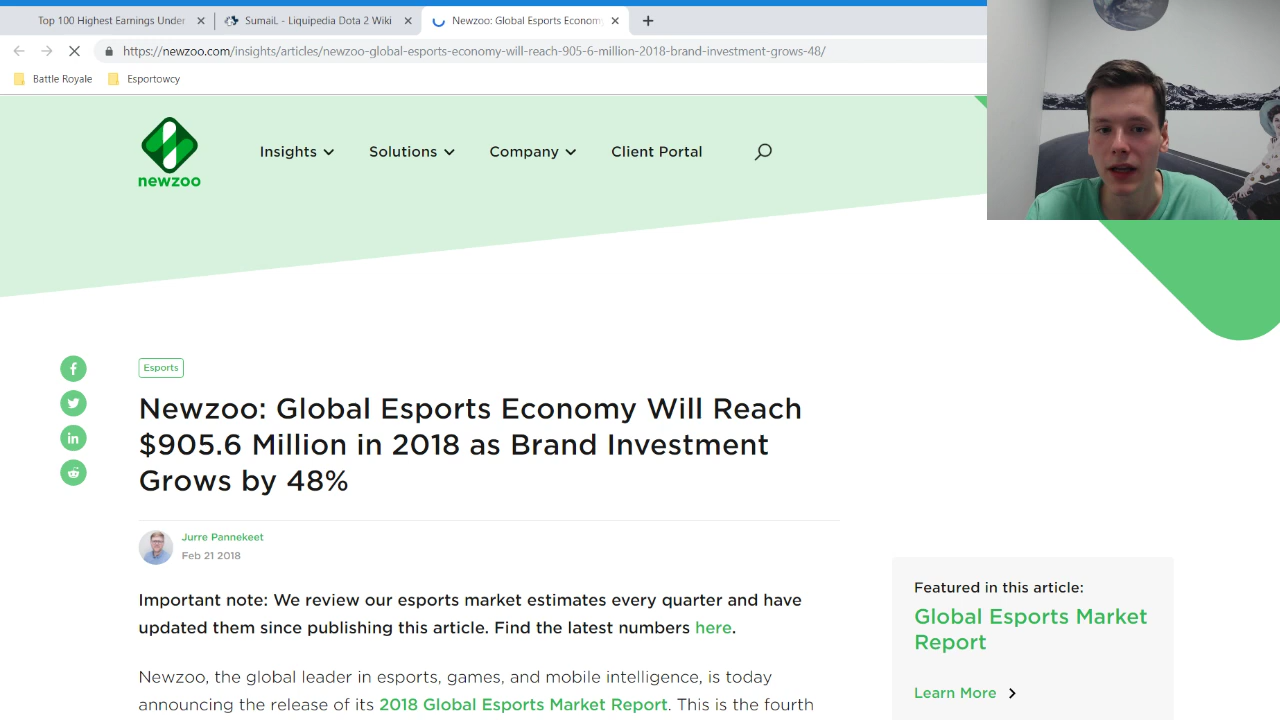 Top 100 Highest Earnings Under
SumaiL - Liquipedia Dota 2 Wiki
Newzoo: Global Esports Econom
https://newzoo.com/insights/articles/newzoo-global-esports-economy-will-reach-905-6-million-2018-brand-investment-grows-48/
Battle Royale
Esportowcy
newzoo
Insights
Solutions
Company
Client Portal
Esports
Newzoo: Global Esports Economy Will Reach
$905.6 Million in 2018 as Brand Investment
Grows by 48%
Jurre Pannekeet
Feb 21 2018
Important note: We review our esports market estimates every quarter and have
updated them since publishing this article. Find the latest numbers here.
Newzoo, the global leader in esports, games, and mobile intelligence, is today
announcing the release of its 2018 Global Esports Market Report. This is the fourth
Featured in this article:
Global Esports Market
Report
Learn More